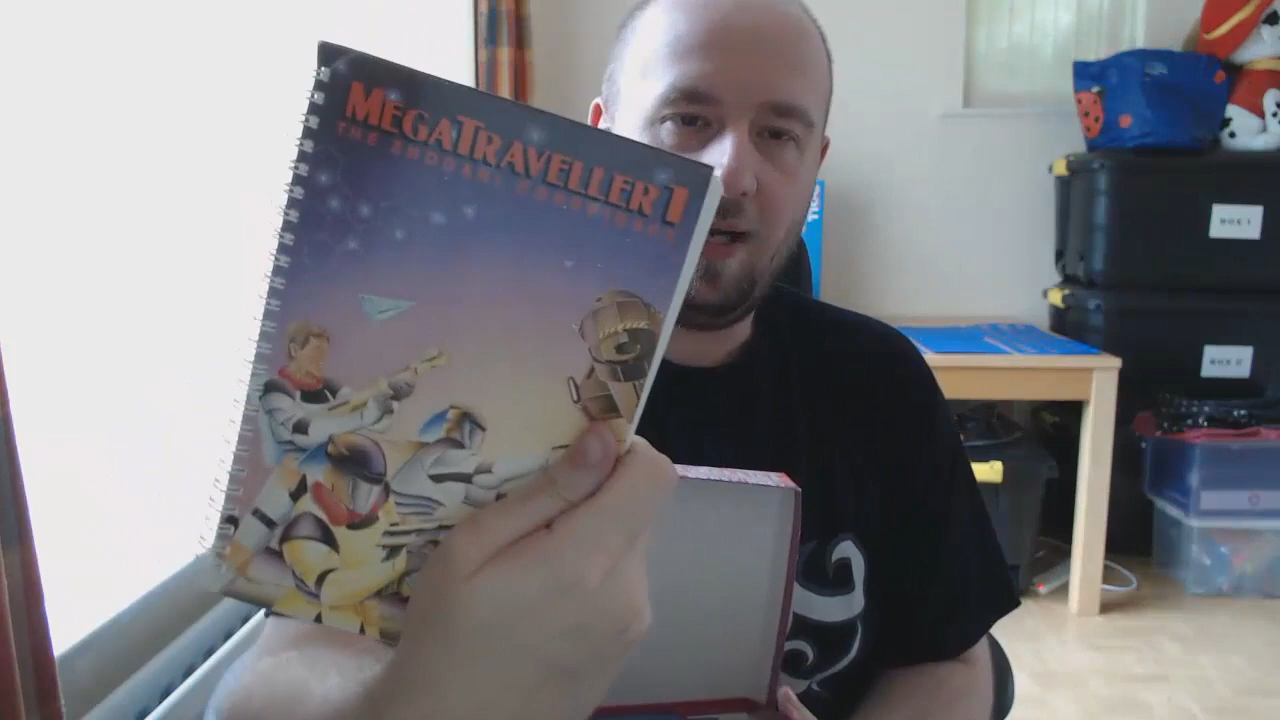 MEGATRAVELLER 1
THE ZHODANI CONSPIRACY
BOX 1
BOX 2